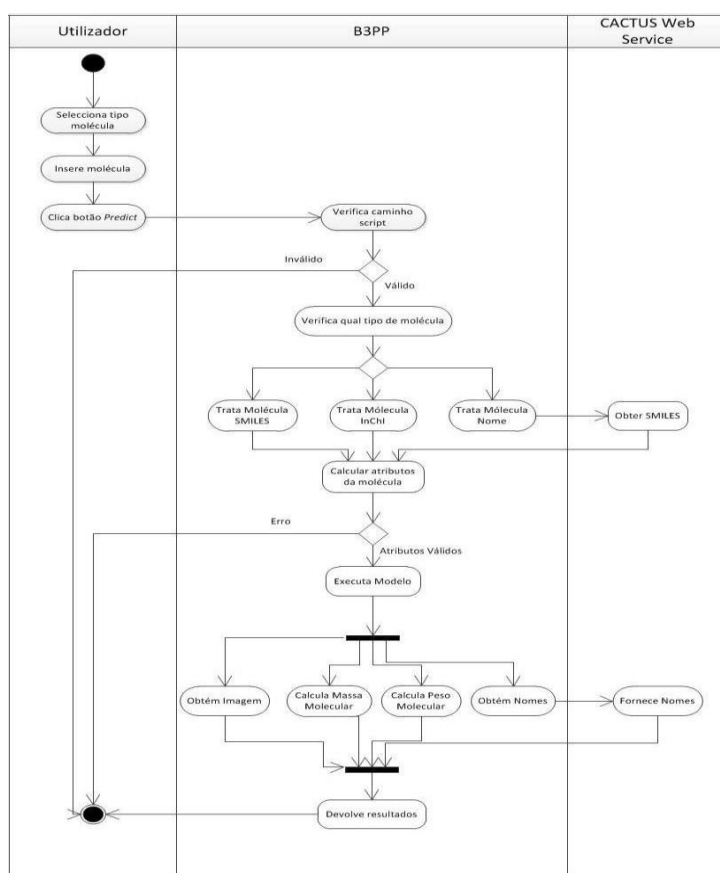 Utilizador
B3PP
CACTUS Web
Service
Selecciona tipo
molécula
Insere molécula
Clica botão Predict
Verifica caminho
script
Inválido
Válido
Verifica qual tipo de molécula
Trata Molécula
SMILES
Trata Mólecula
InChI
Trata Mólecula
Nome
Obter SMILES
Calcular atributos
da molécula
Erro
Atributos Válidos
Executa Modelo
Obtém Imagem
Calcula Massa
Molecular
Calcula Peso
Molecular
Obtém Nomes
Fornece Nomes
Devolve resultados